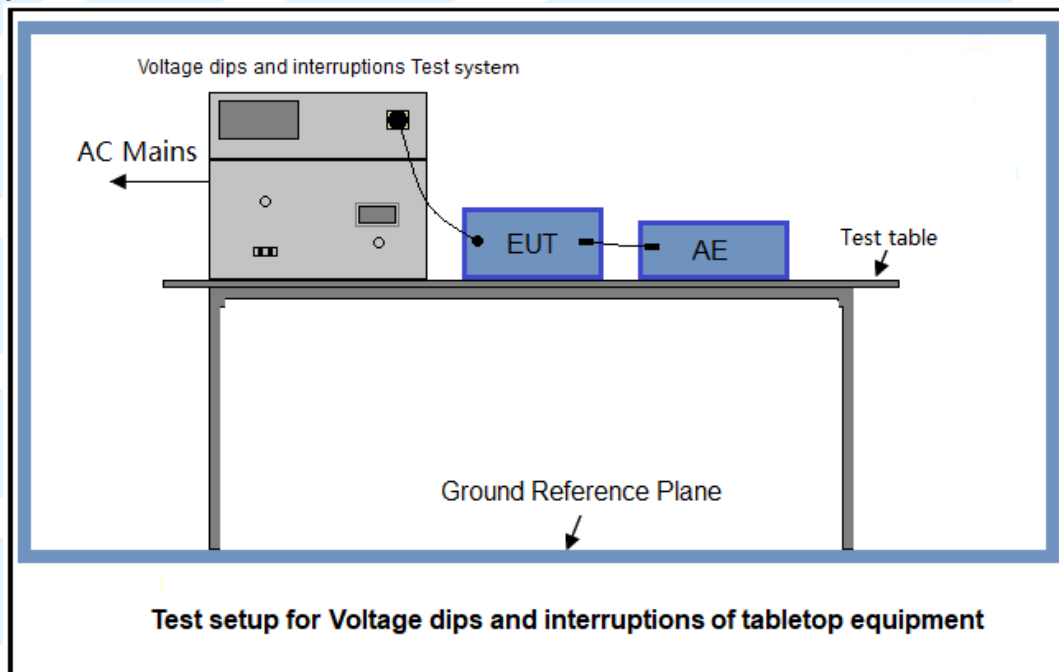 Voltage dips and interruptions Test system
AC Mains
EUT
AE
Test table
Ground Reference Plane
Test setup for Voltage dips and interruptions of tabletop equipment